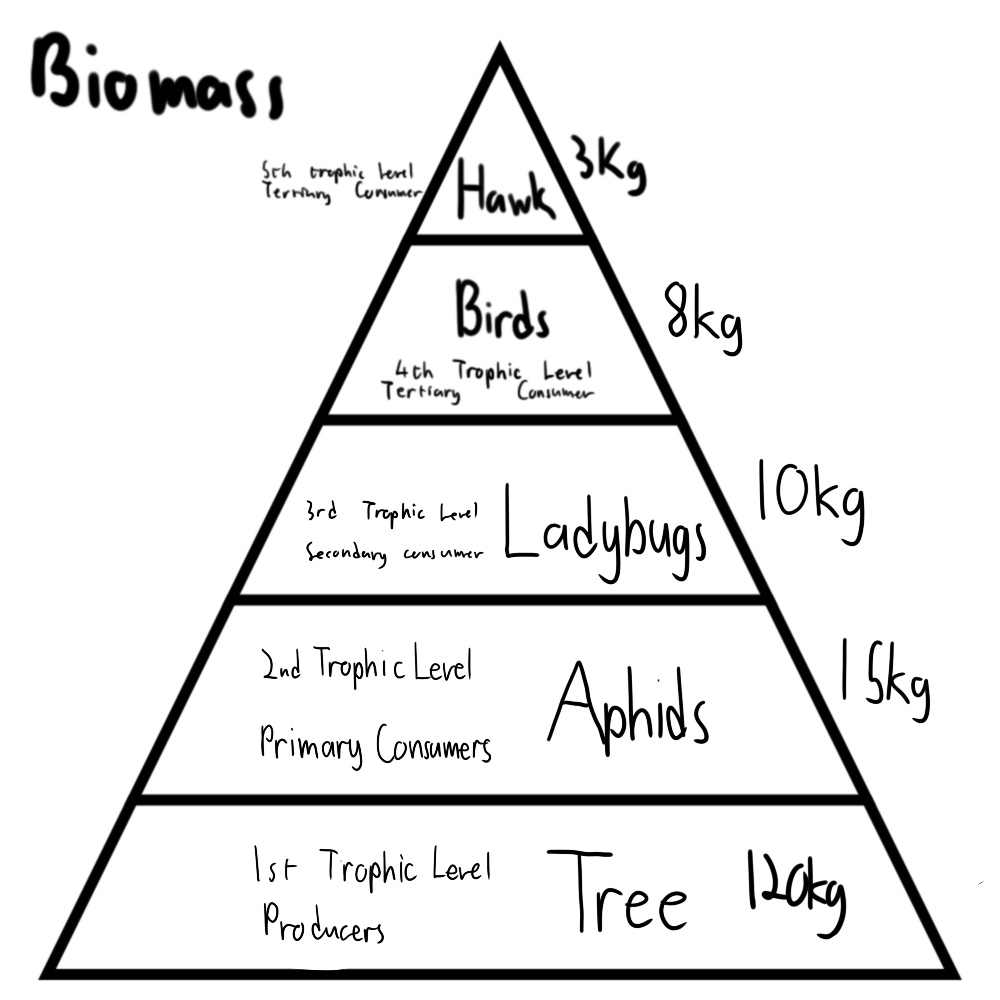 Biomass
5th trophic level
Tertiary Consumer
Hawk
3Kg
Birds
8kg
4th Trophic Level
Tertiary Consumer
3rd Trophic Level
Secondary consumer
Ladybugs
10kg
2nd Trophic Level
Primary Consumers
Aphids
15kg
1st Trophic Level
Producers
Tree
120kg